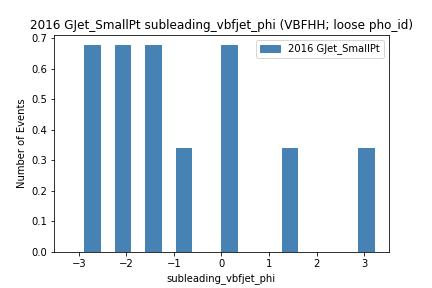 2016 GJet_SmallPt subleading_vbfjet_phi (VBFHH; loose pho_id)
2016 GJet_SmallPt
Number of Events
0.7
0.6
0.5
0.4
0.3
0.2
0.1
0.0
−3 −2 −1 0 1 2 3
subleading_vbfjet_phi